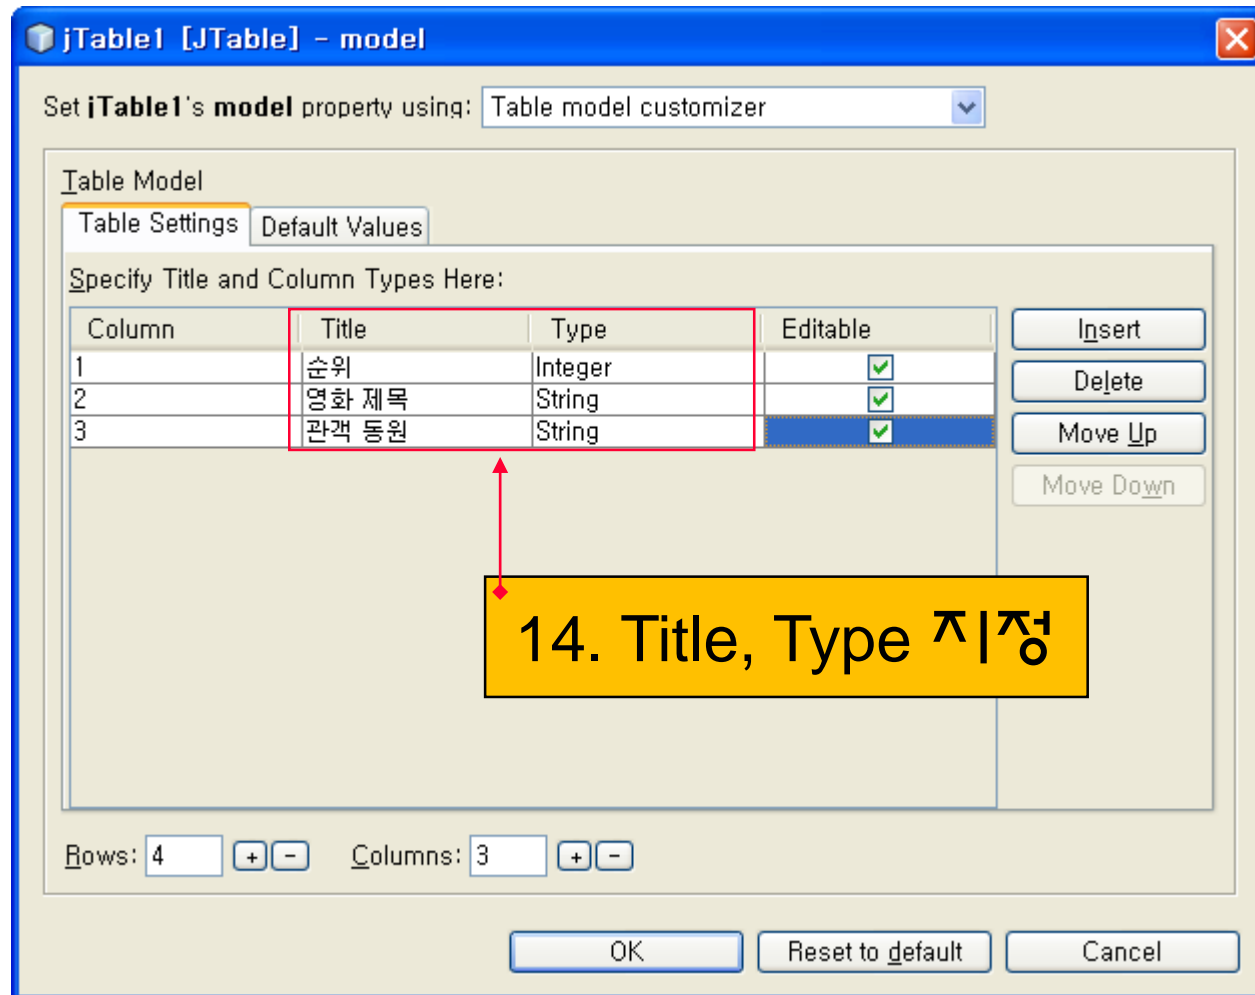 jTable1 [JTable] - model
Set jTable1's model property using: Table model customizer
Table Model
Table Settings Default Values
Specify Title and Column Types Here:
Column Title Type Editable Insert
1 순위 Integer
Delete
2 영화 제목 String
3 관객 동원 String Move Up
Move Down
14. Title, Type 지정
Rows: 4 + - Columns: 3 + -
OK Reset to default Cancel